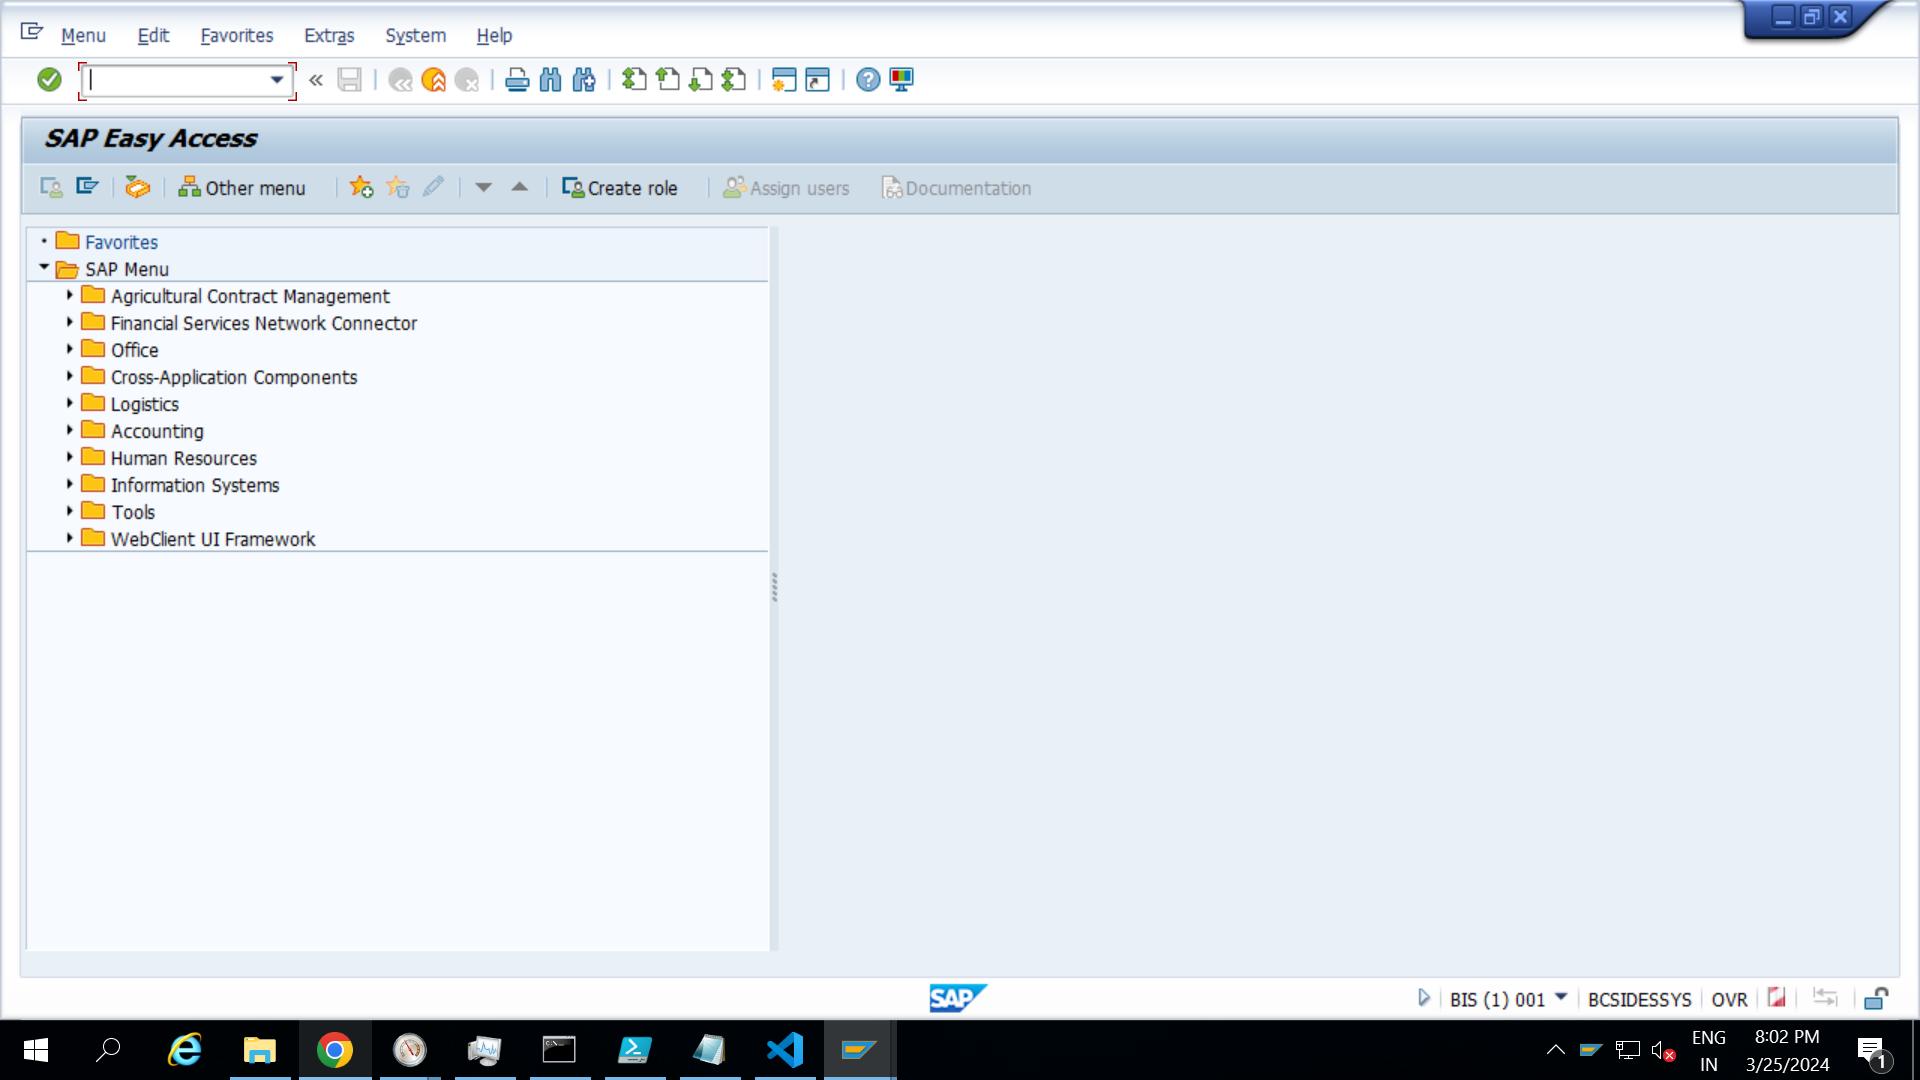 Menu Edit Favorites Extras System Help
SAP Easy Access
Other menu Create role Assign users Documentation
Favorites
SAP Menu
Agricultural Contract Management
Financial Services Network Connector
Office
Cross-Application Components
Logistics
Accounting
Human Resources
Information Systems
Tools
WebClient UI Framework
SAP BIS (1) 001 BCSIDESSYS OVR
ENG 8:02 PM
IN 3/25/2024 1